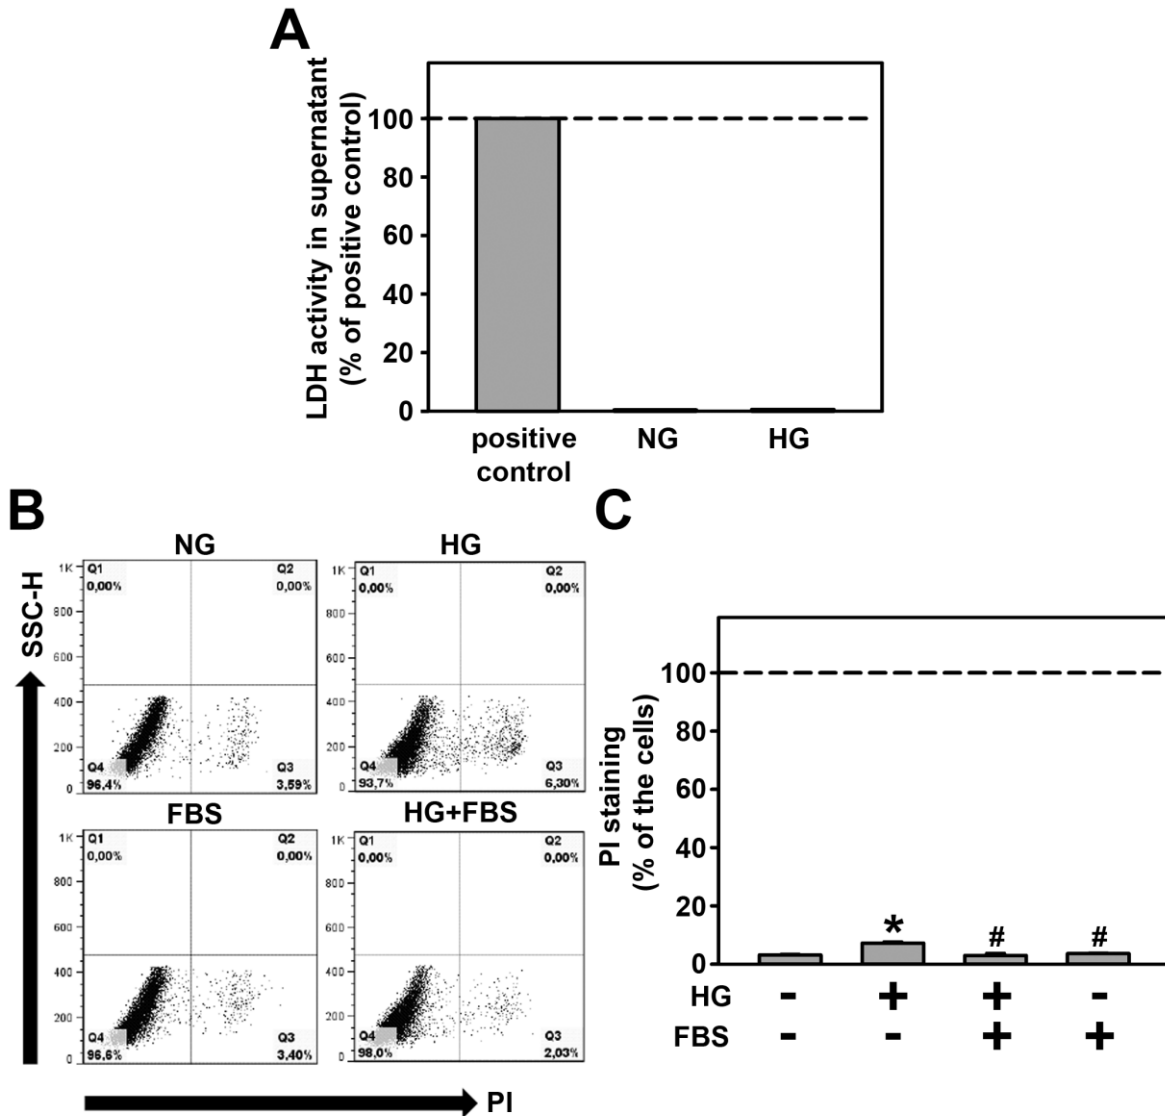 A
LDH activity in supernatant
(% of positive control)
100
80
60
40
20
0
positive
control
NG
HG
B
SSC-H
NG
1K
800
600
400
200
0
Q1
0,00%
Q2
0,00%
Q4
96,4%
Q3
3,59%
HG
1K
800
600
400
200
0
Q1
0,00%
Q2
0,00%
Q4
93,7%
Q3
6,30%
FBS
1K
800
600
400
200
0
Q1
0,00%
Q2
0,00%
Q4
96,6%
Q3
3,40%
HG+FBS
1K
800
600
400
200
0
Q1
0,00%
Q2
0,00%
Q4
98,0%
Q3
2,03%
PI
C
PI staining
(% of the cells)
100
80
60
40
20
0
* # #
HG - + + -
FBS - - + +